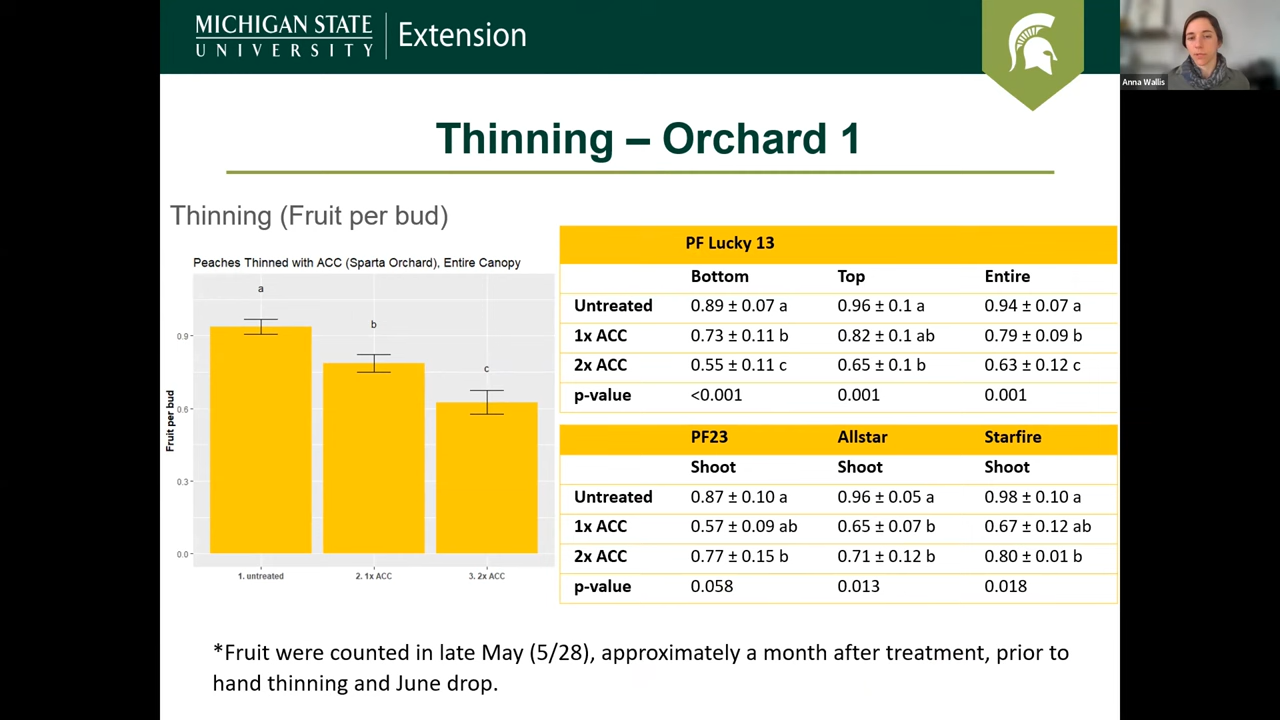 MICHIGAN STATE
UNIVERSITY
Extension
Anna Wallis
Thinning – Orchard 1
Thinning (Fruit per bud)
Peaches Thinned with ACC (Sparta Orchard), Entire Canopy
a
b
c
0.9
0.6
0.3
0.0
Fruit per bud
1. untreated 2. 1x ACC 3. 2x ACC
PF Lucky 13
Bottom Top Entire
Untreated 0.89 ± 0.07 a 0.96 ± 0.1 a 0.94 ± 0.07 a
1x ACC 0.73 ± 0.11 b 0.82 ± 0.1 ab 0.79 ± 0.09 b
2x ACC 0.55 ± 0.11 c 0.65 ± 0.1 b 0.63 ± 0.12 c
p-value <0.001 0.001 0.001
PF23 Allstar Starfire
Shoot Shoot Shoot
Untreated 0.87 ± 0.10 a 0.96 ± 0.05 a 0.98 ± 0.10 a
1x ACC 0.57 ± 0.09 ab 0.65 ± 0.07 b 0.67 ± 0.12 ab
2x ACC 0.77 ± 0.15 b 0.71 ± 0.12 b 0.80 ± 0.01 b
p-value 0.058 0.013 0.018
*Fruit were counted in late May (5/28), approximately a month after treatment, prior to
hand thinning and June drop.